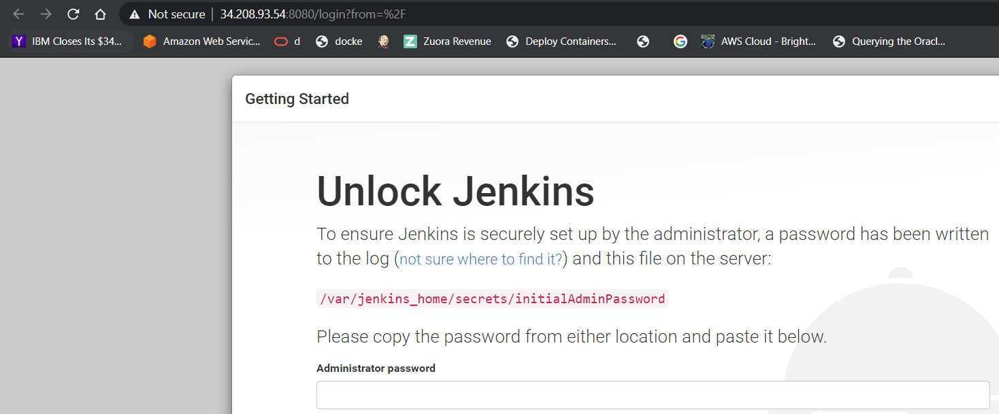 Not secure | 34.208.93.54:8080/login?from=%2F
Y IBM Closes Its $34... Amazon Web Servic... d docke Z Zuora Revenue Deploy Containers... G AWS Cloud - Bright... Querying the Oracl...
Getting Started
Unlock Jenkins
To ensure Jenkins is securely set up by the administrator, a password has been written
to the log (not sure where to find it?) and this file on the server:
/var/jenkins_home/secrets/initialAdminPassword
Please copy the password from either location and paste it below.
Administrator password